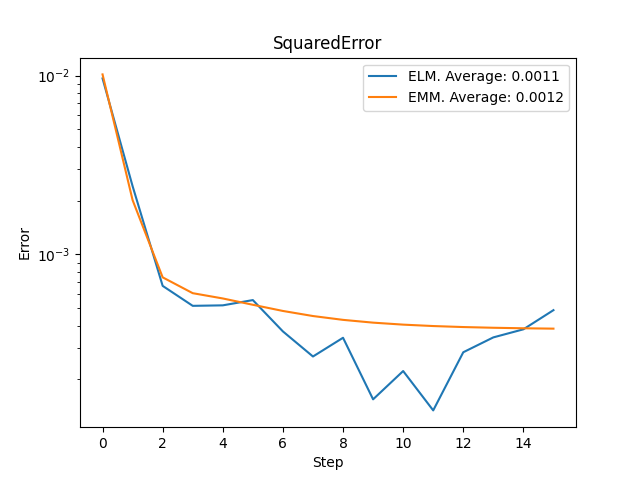 SquaredError
ELM. Average: 0.0011
EMM. Average: 0.0012
10⁻²
10⁻³
Error
0 2 4 6 8 10 12 14
Step